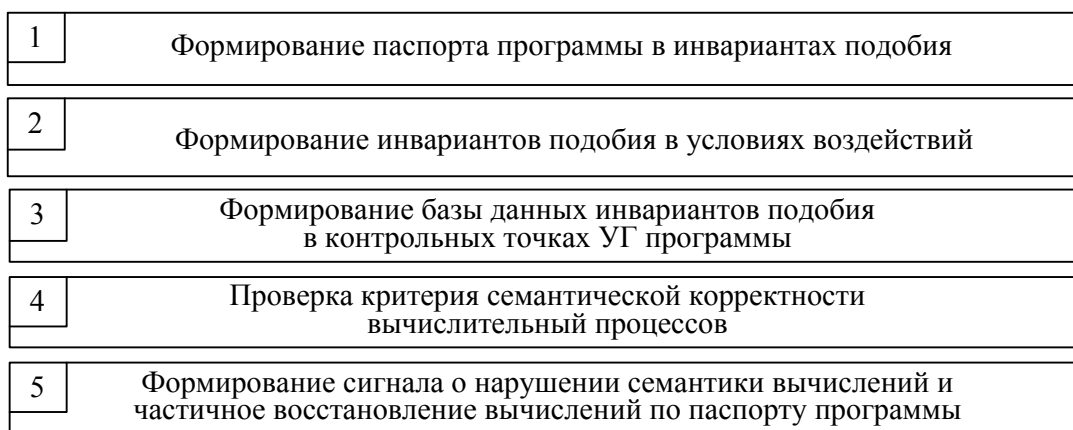 1
Формирование паспорта программы в инвариантах подобия
2
Формирование инвариантов подобия в условиях воздействий
3
Формирование базы данных инвариантов подобия
в контрольных точках УГ программы
4
Проверка критерия семантической корректности
вычислительный процессов
5
Формирование сигнала о нарушении семантики вычислений и
частичное восстановление вычислений по паспорту программы